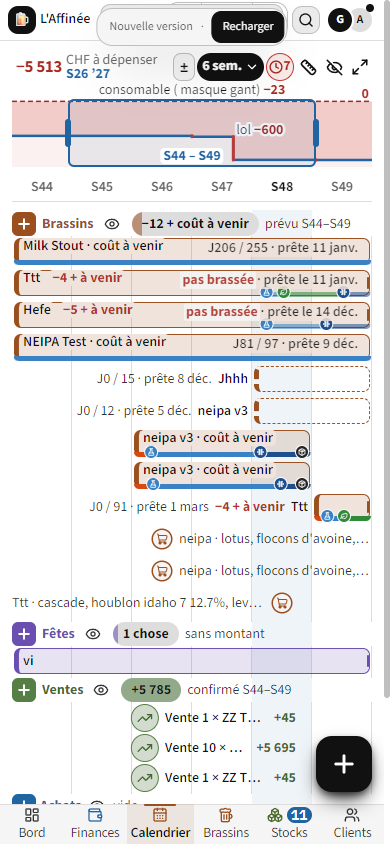 L'Affinée
Nouvelle version ·
Recharger
G
A
−5 513
CHF à dépenser
S26 ’27
±
6 sem.
7
consomable ( masque gant) −23
0
lol −600
S44 – S49
S44 S45 S46 S47 S48 S49
Brassins
−12 + coût à venir
prévu S44–S49
Milk Stout · coût à venir
J206 / 255 · prête 11 janv.
Ttt −4 + à venir
pas brassée · prête le 11 janv.
Hefe −5 + à venir
pas brassée · prête le 14 déc.
NEIPA Test · coût à venir
J81 / 97 · prête 9 déc.
J0 / 15 · prête 8 déc. Jhhh
J0 / 12 · prête 5 déc. neipa v3
neipa v3 · coût à venir
neipa v3 · coût à venir
J0 / 91 · prête 1 mars −4 + à venir Ttt
neipa · lotus, flocons d'avoine,…
neipa · lotus, flocons d'avoine,…
Ttt · cascade, houblon idaho 7 12.7%, lev…
Fêtes
1 chose
sans montant
vi
Ventes
+5 785
confirmé S44–S49
Vente 1 × ZZ T… +45
Vente 10 × … +5 695
Vente 1 × ZZ T… +45
Bord
Finances
Calendrier
Brassins
Stocks
11
Clients